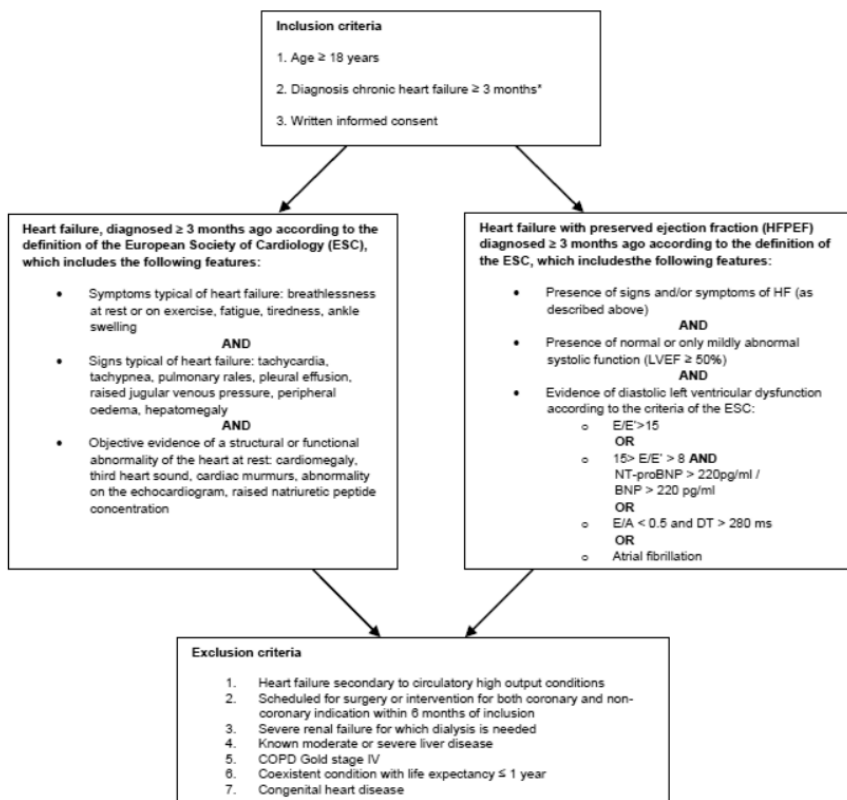 Inclusion criteria
1. Age ≥ 18 years
2. Diagnosis chronic heart failure ≥ 3 months*
3. Written informed consent
Heart failure, diagnosed ≥ 3 months ago according to the
definition of the European Society of Cardiology (ESC),
which includes the following features:
• Symptoms typical of heart failure: breathlessness
at rest or on exercise, fatigue, tiredness, ankle
swelling
AND
• Signs typical of heart failure: tachycardia,
tachypnea, pulmonary rales, pleural effusion,
raised jugular venous pressure, peripheral
oedema, hepatomegaly
AND
• Objective evidence of a structural or functional
abnormality of the heart at rest: cardiomegaly,
third heart sound, cardiac murmurs, abnormality
on the echocardiogram, raised natriuretic peptide
concentration
Heart failure with preserved ejection fraction (HFPEF)
diagnosed ≥ 3 months ago according to the definition of
the ESC, which includesthe following features:
• Presence of signs and/or symptoms of HF (as
described above)
AND
• Presence of normal or only mildly abnormal
systolic function (LVEF ≥ 50%)
AND
• Evidence of diastolic left ventricular dysfunction
according to the criteria of the ESC:
o E/E'>15
OR
o 15> E/E' > 8 AND
NT-proBNP > 220pg/ml /
BNP > 220 pg/ml
OR
o E/A < 0.5 and DT > 280 ms
OR
o Atrial fibrillation
Exclusion criteria
1. Heart failure secondary to circulatory high output conditions
2. Scheduled for surgery or intervention for both coronary and non-
coronary indication within 6 months of inclusion
3. Severe renal failure for which dialysis is needed
4. Known moderate or severe liver disease
5. COPD Gold stage IV
6. Coexistent condition with life expectancy ≤ 1 year
7. Congenital heart disease